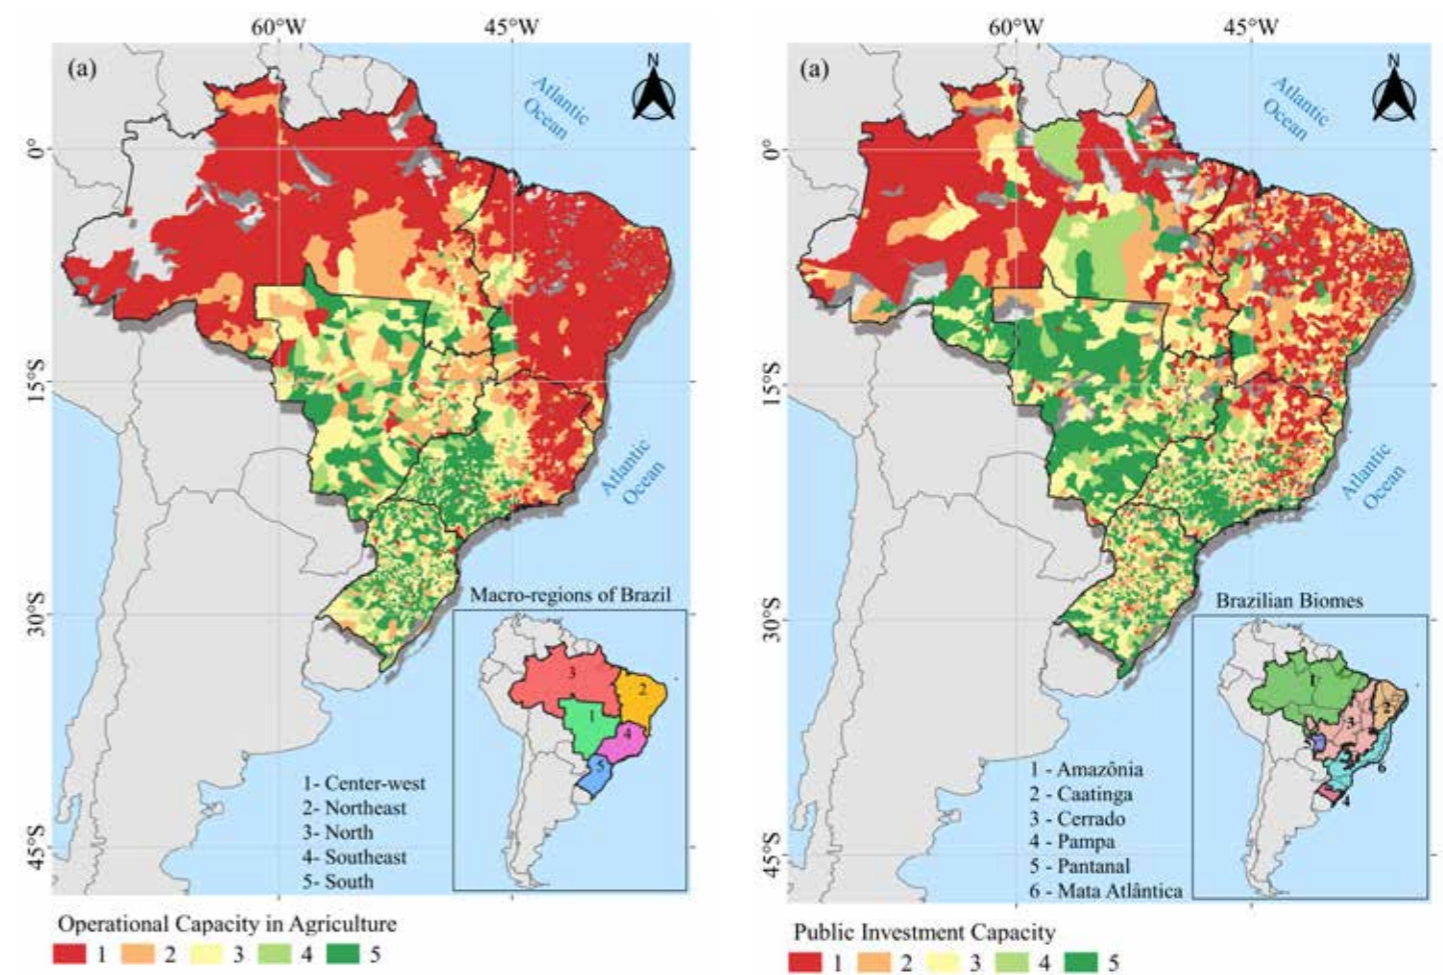 60°W
45°W
(a)
N
Atlantic
Ocean
0°
15°S
Atlantic
Ocean
30°S
Macro-regions of Brazil
3
2
1
4
5
1- Center-west
2- Northeast
3- North
4- Southeast
5- South
45°S
Operational Capacity in Agriculture
1 2 3 4 5
60°W
45°W
(a)
N
Atlantic
Ocean
0°
15°S
Atlantic
Ocean
30°S
Brazilian Biomes
1
2
3
6
4
1 - Amazônia
2 - Caatinga
3 - Cerrado
4 - Pampa
5 - Pantanal
6 - Mata Atlântica
45°S
Public Investment Capacity
1 2 3 4 5